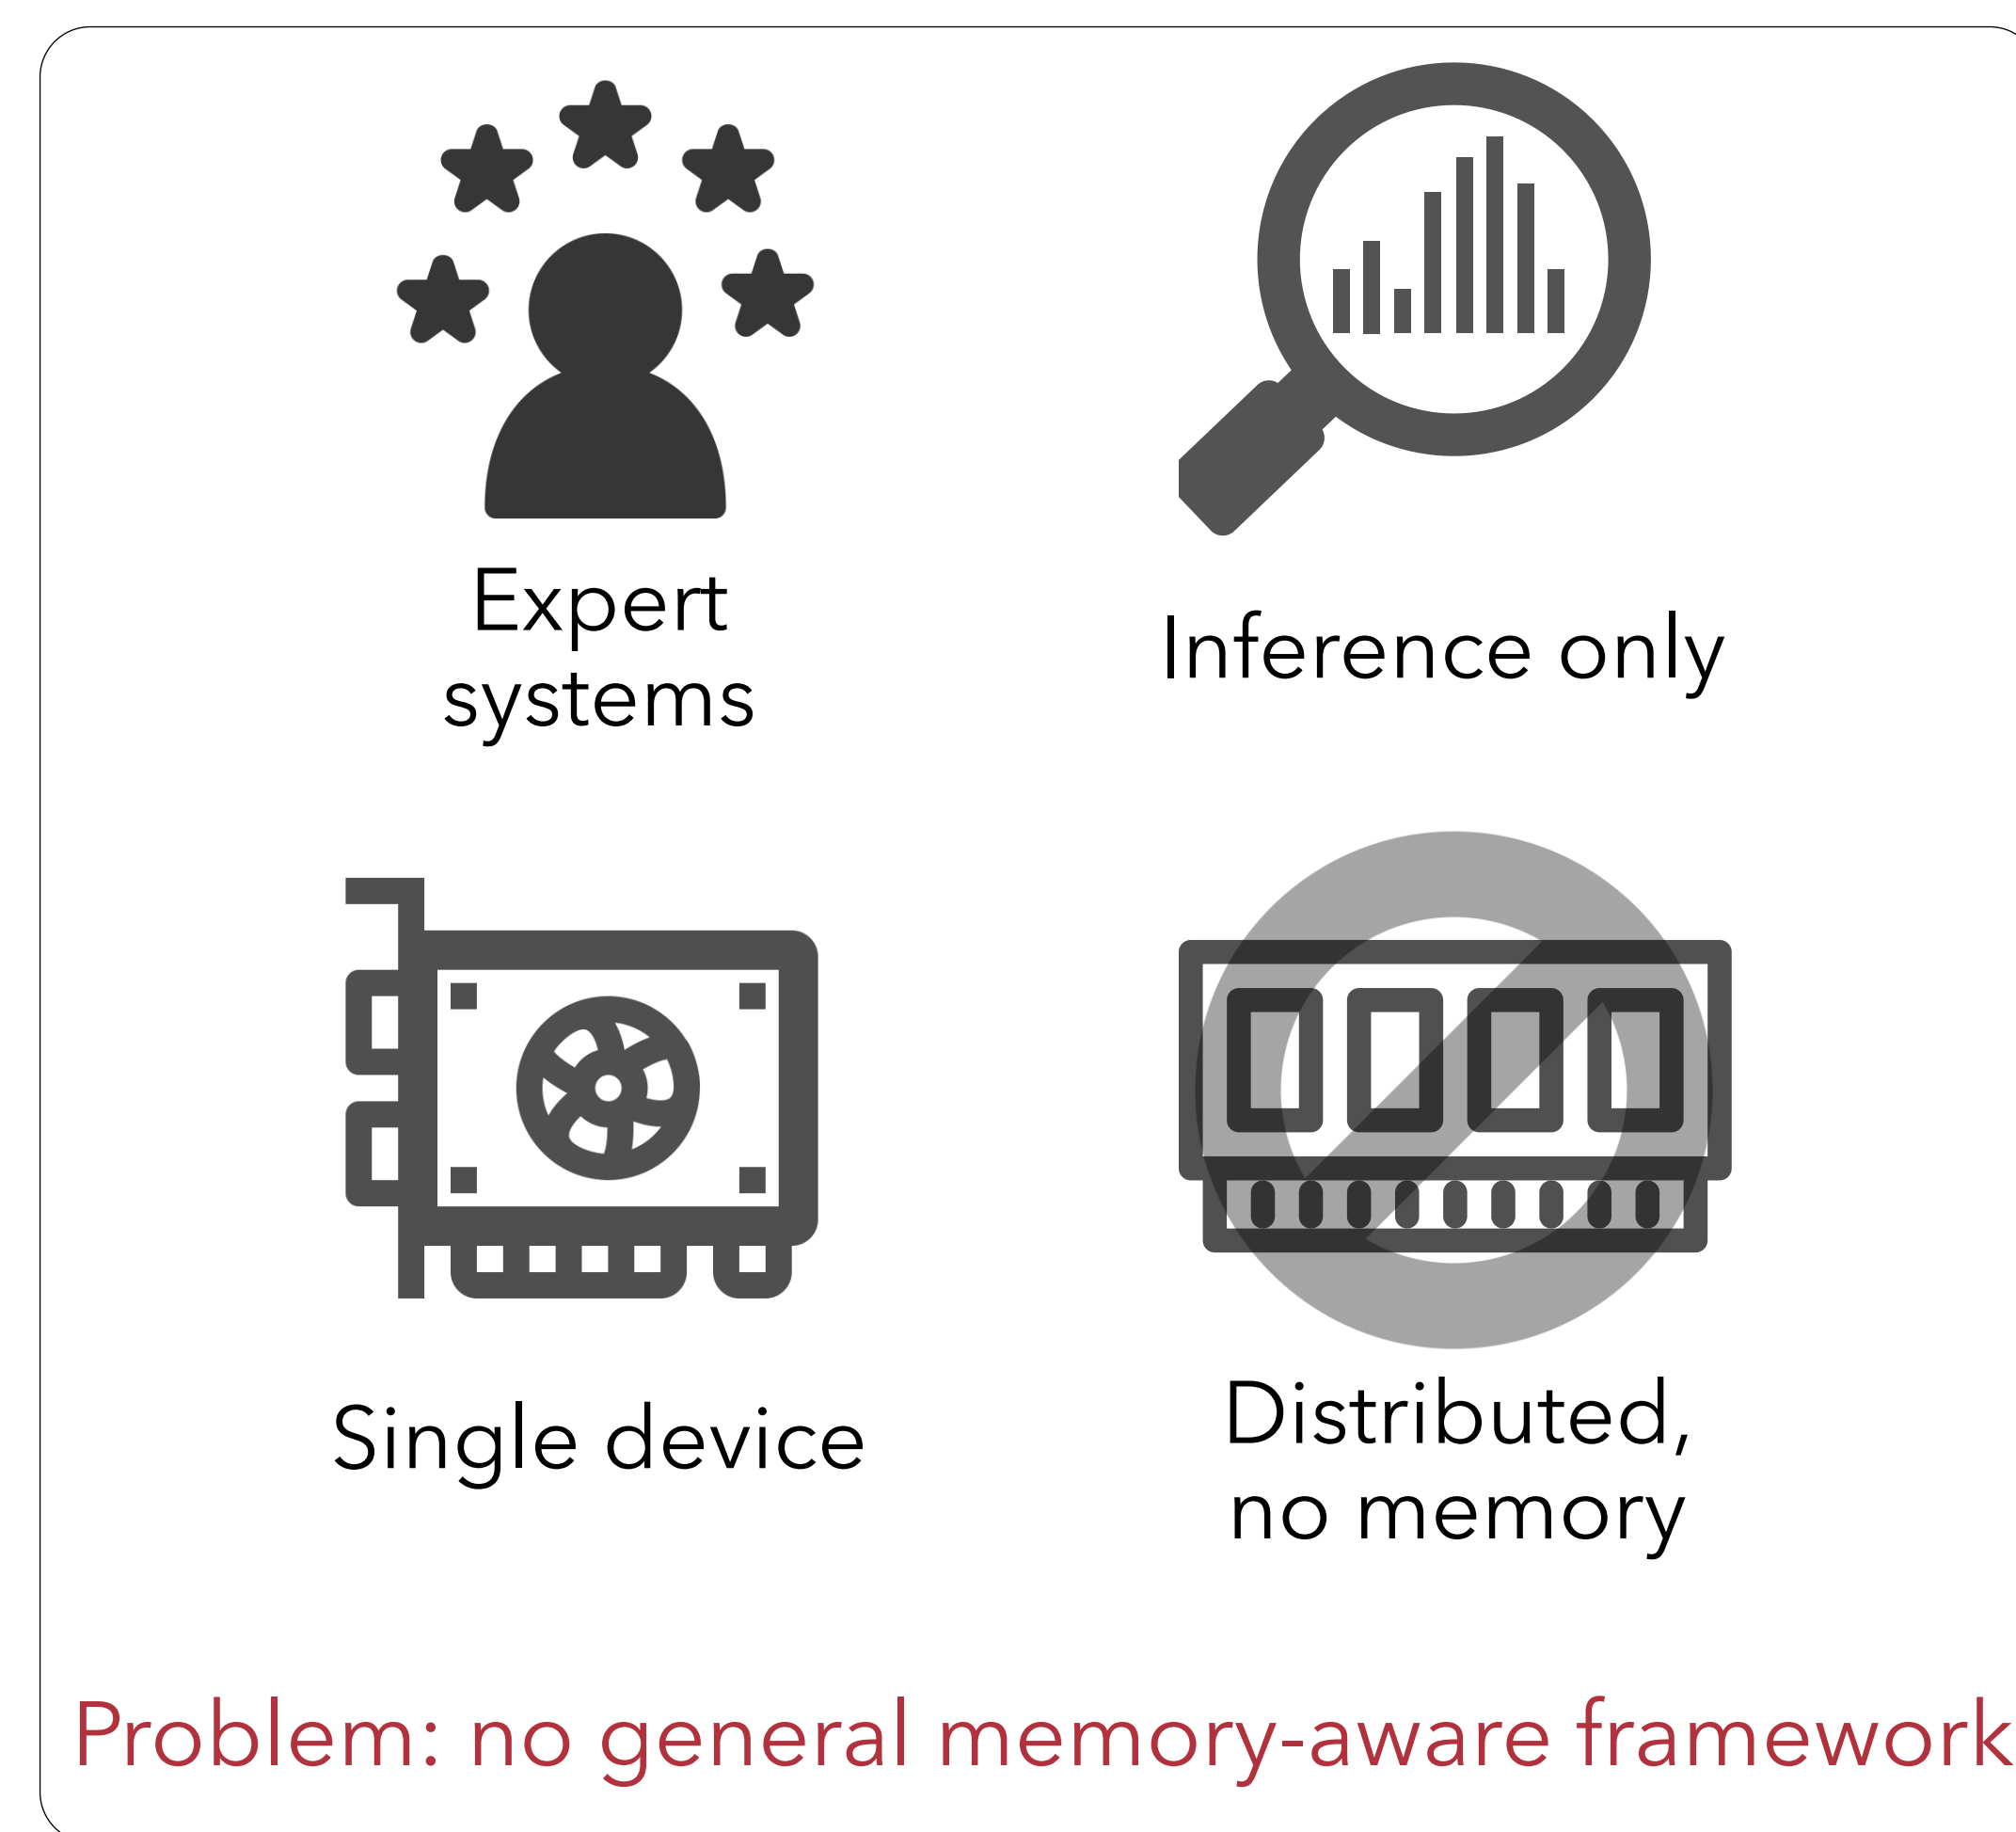 Expert
systems
Inference only
Single device
Distributed,
no memory
Problem: no general memory-aware framework